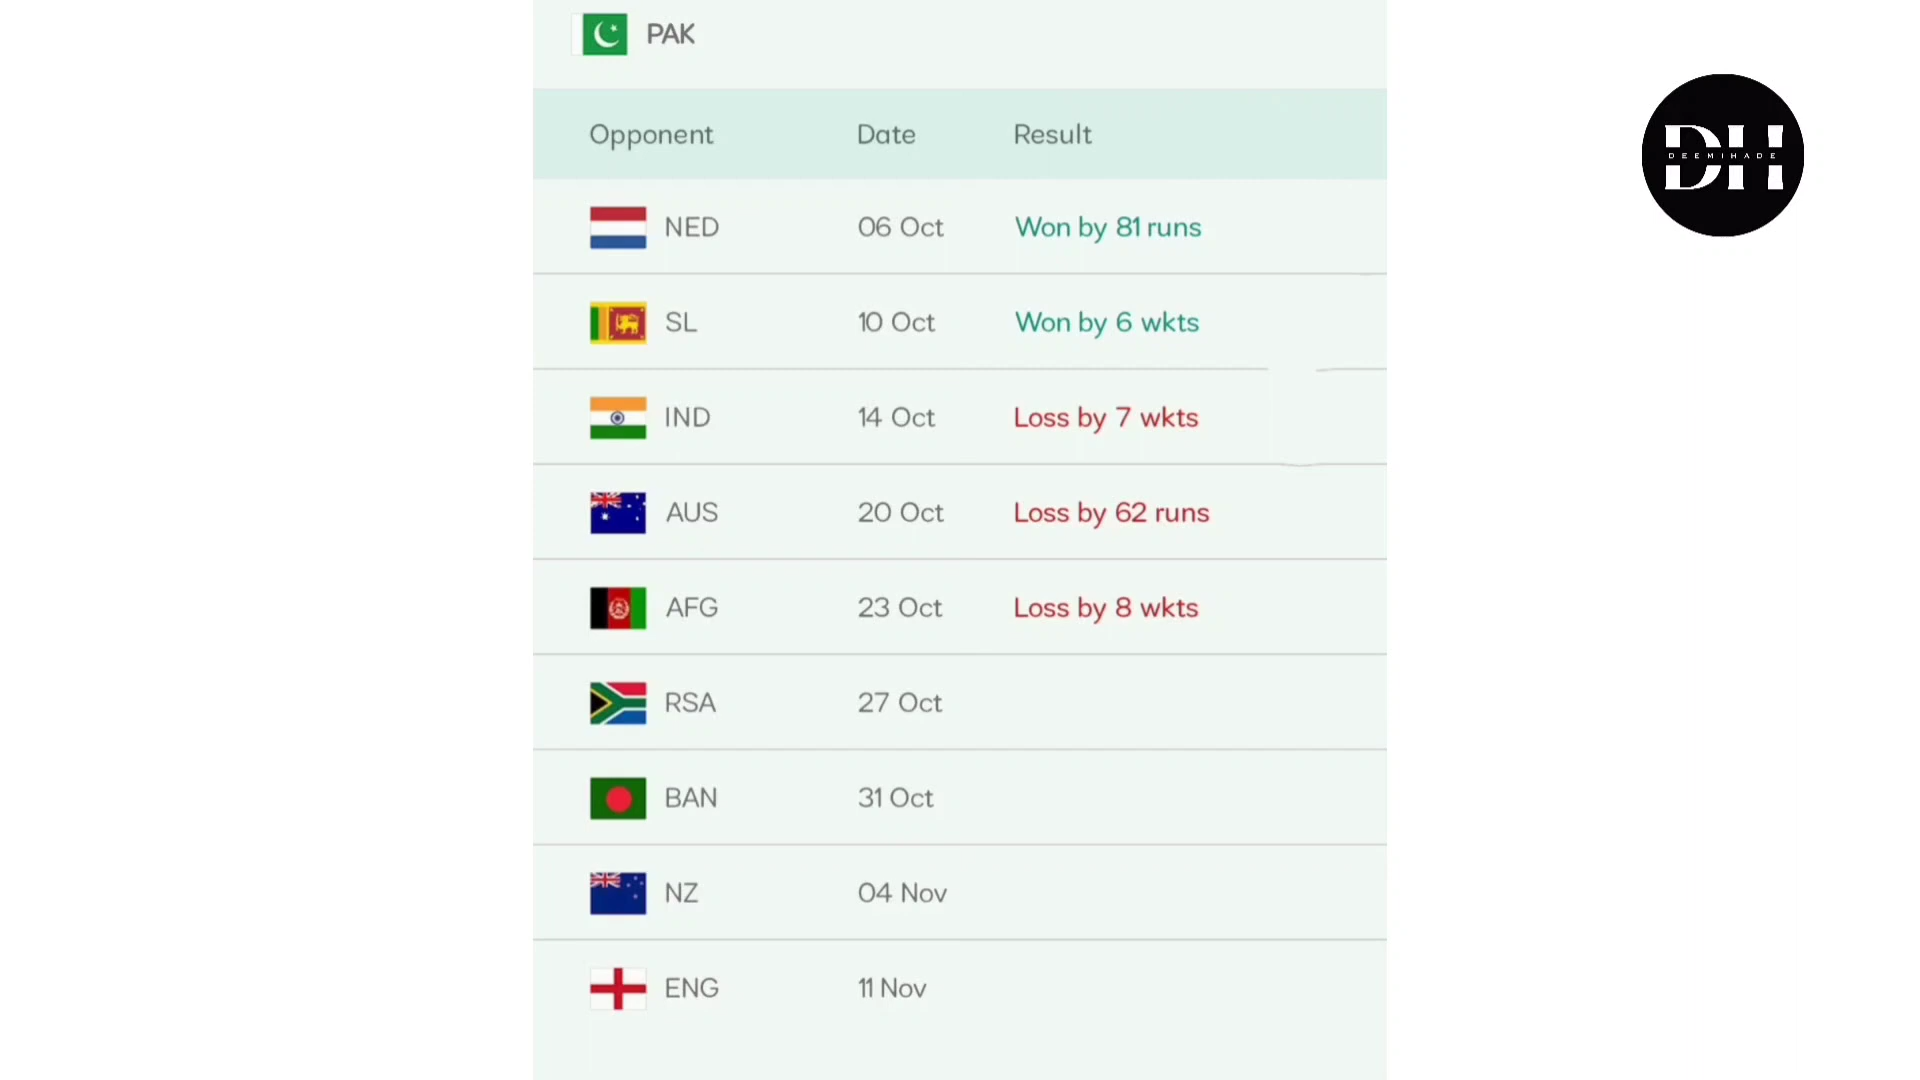 PAK
Opponent Date Result
NED 06 Oct Won by 81 runs
SL 10 Oct Won by 6 wkts
IND 14 Oct Loss by 7 wkts
AUS 20 Oct Loss by 62 runs
AFG 23 Oct Loss by 8 wkts
RSA 27 Oct
BAN 31 Oct
NZ 04 Nov
ENG 11 Nov
DH
DEEMIHADE